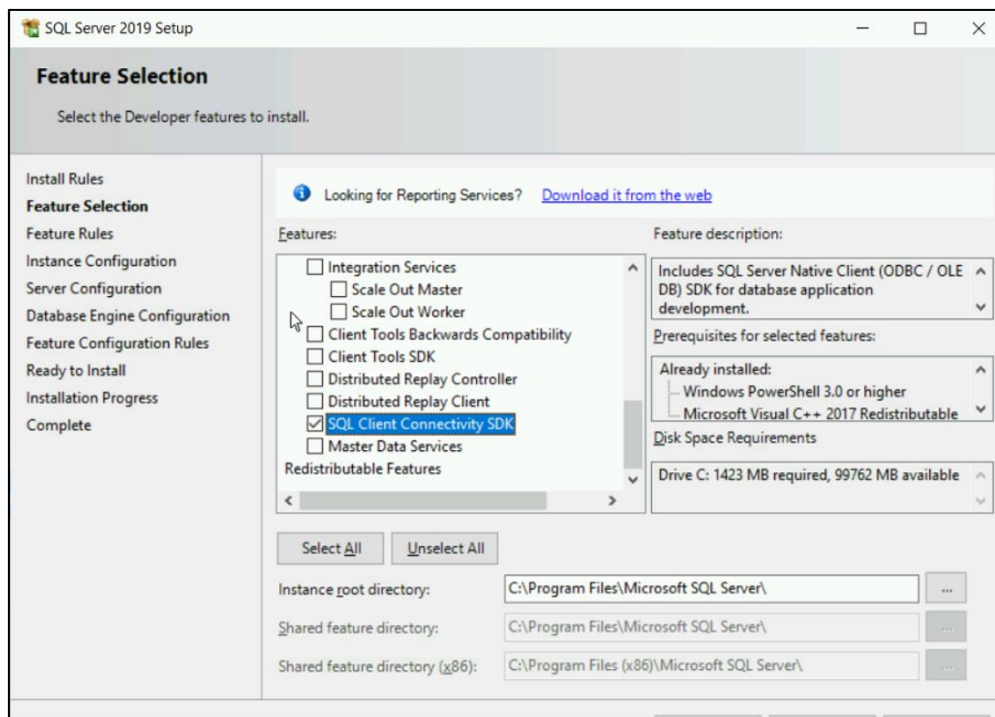 SQL Server 2019 Setup
Feature Selection
Select the Developer features to install.
Install Rules
Feature Selection
Feature Rules
Instance Configuration
Server Configuration
Database Engine Configuration
Feature Configuration Rules
Ready to Install
Installation Progress
Complete
Looking for Reporting Services? Download it from the web
Features:
Integration Services
Scale Out Master
Scale Out Worker
Client Tools Backwards Compatibility
Client Tools SDK
Distributed Replay Controller
Distributed Replay Client
SQL Client Connectivity SDK
Master Data Services
Redistributable Features
Feature description:
Includes SQL Server Native Client (ODBC / OLE
DB) SDK for database application
development.
Prerequisites for selected features:
Already installed:
Windows PowerShell 3.0 or higher
Microsoft Visual C++ 2017 Redistributable
Disk Space Requirements
Drive C: 1423 MB required, 99762 MB available
Select All
Unselect All
Instance root directory: C:\Program Files\Microsoft SQL Server\ ...
Shared feature directory: C:\Program Files\Microsoft SQL Server\ ...
Shared feature directory (x86): C:\Program Files (x86)\Microsoft SQL Server\ ...